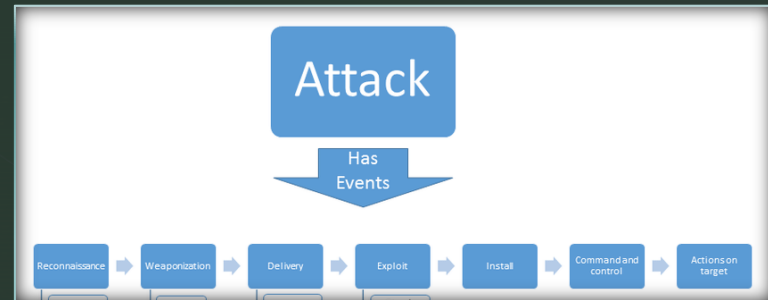 Attack
Has
Events
Reconnaissance
Weaponization
Delivery
Exploit
Install
Command and
control
Actions on
target